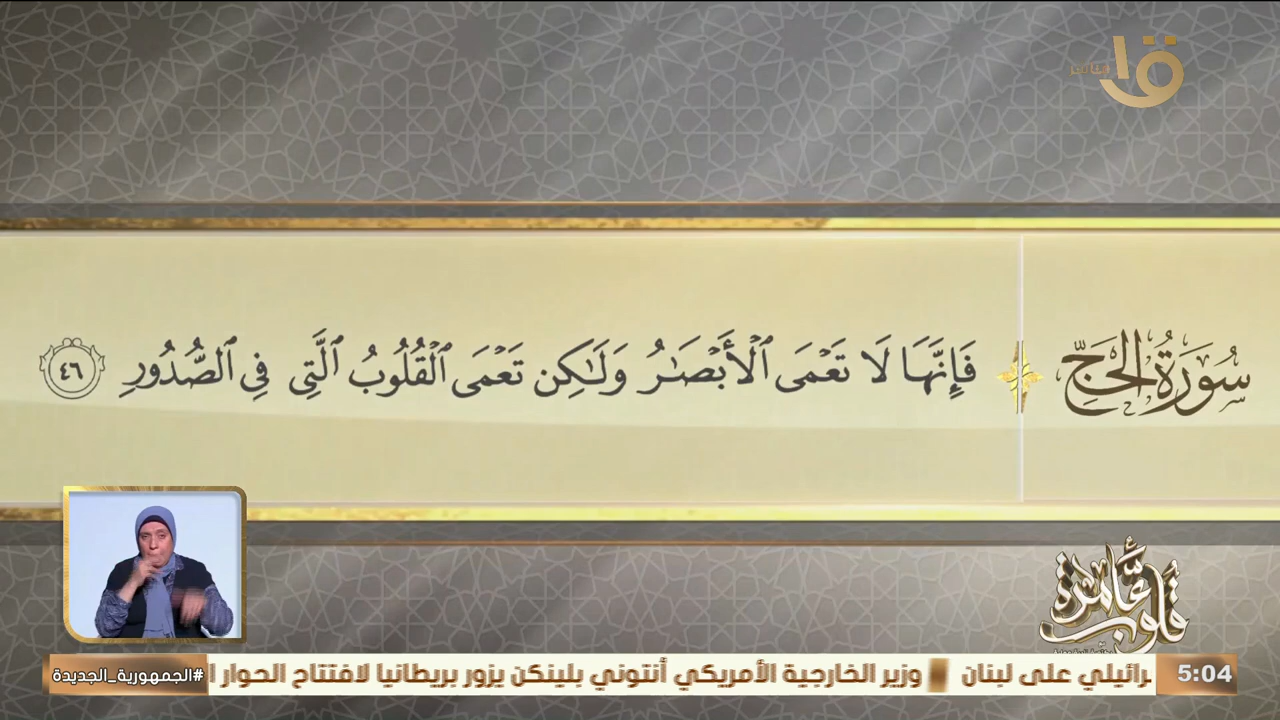 سُورَةُ الحَجِّ
فَإِنَّهَا لَا تَعْمَى ٱلْأَبْصَـٰرُ وَلَـٰكِن تَعْمَى ٱلْقُلُوبُ ٱلَّتِى فِى ٱلصُّدُورِ ٤٦
قلوب عامرة
5:04
رائيلي على لبنان وزير الخارجية الأمريكي أنتوني بلينكن يزور بريطانيا لافتتاح الحوار ا
#الجمهورية_الجديدة